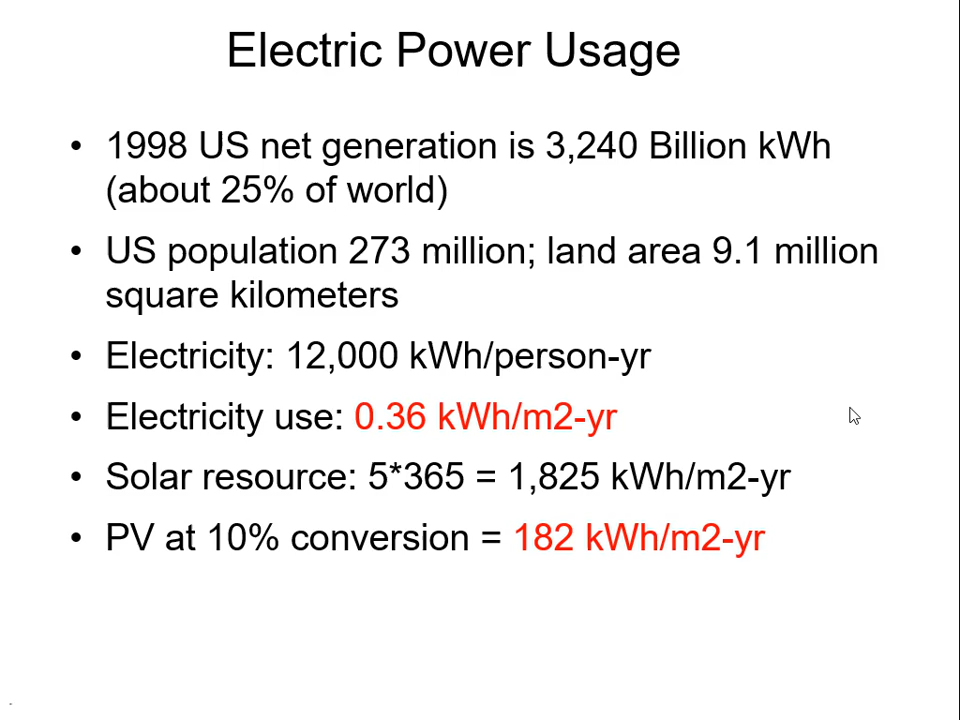 Electric Power Usage
• 1998 US net generation is 3,240 Billion kWh
(about 25% of world)
• US population 273 million; land area 9.1 million
square kilometers
• Electricity: 12,000 kWh/person-yr
• Electricity use: 0.36 kWh/m2-yr
• Solar resource: 5*365 = 1,825 kWh/m2-yr
• PV at 10% conversion = 182 kWh/m2-yr